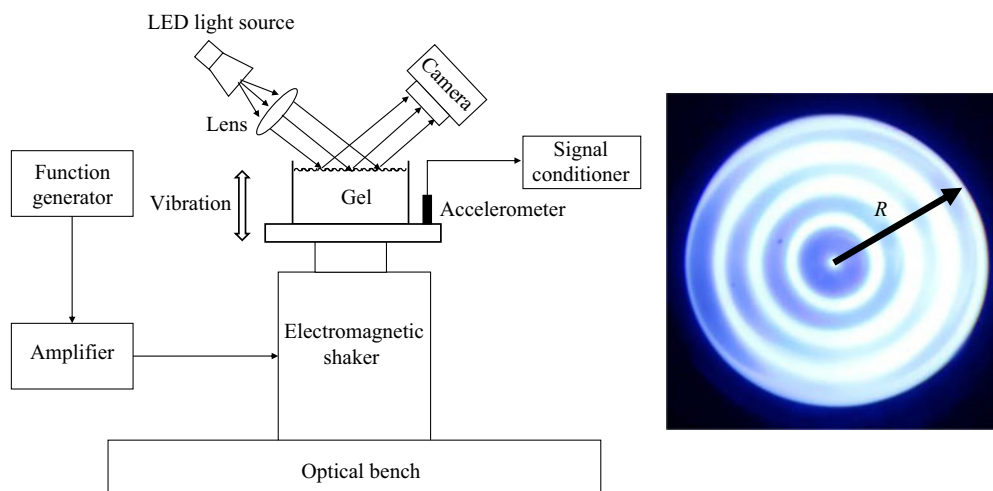 LED light source
Camera
Lens
Function
generator
Vibration
Gel
Signal
conditioner
Accelerometer
R
Amplifier
Electromagnetic
shaker
Optical bench